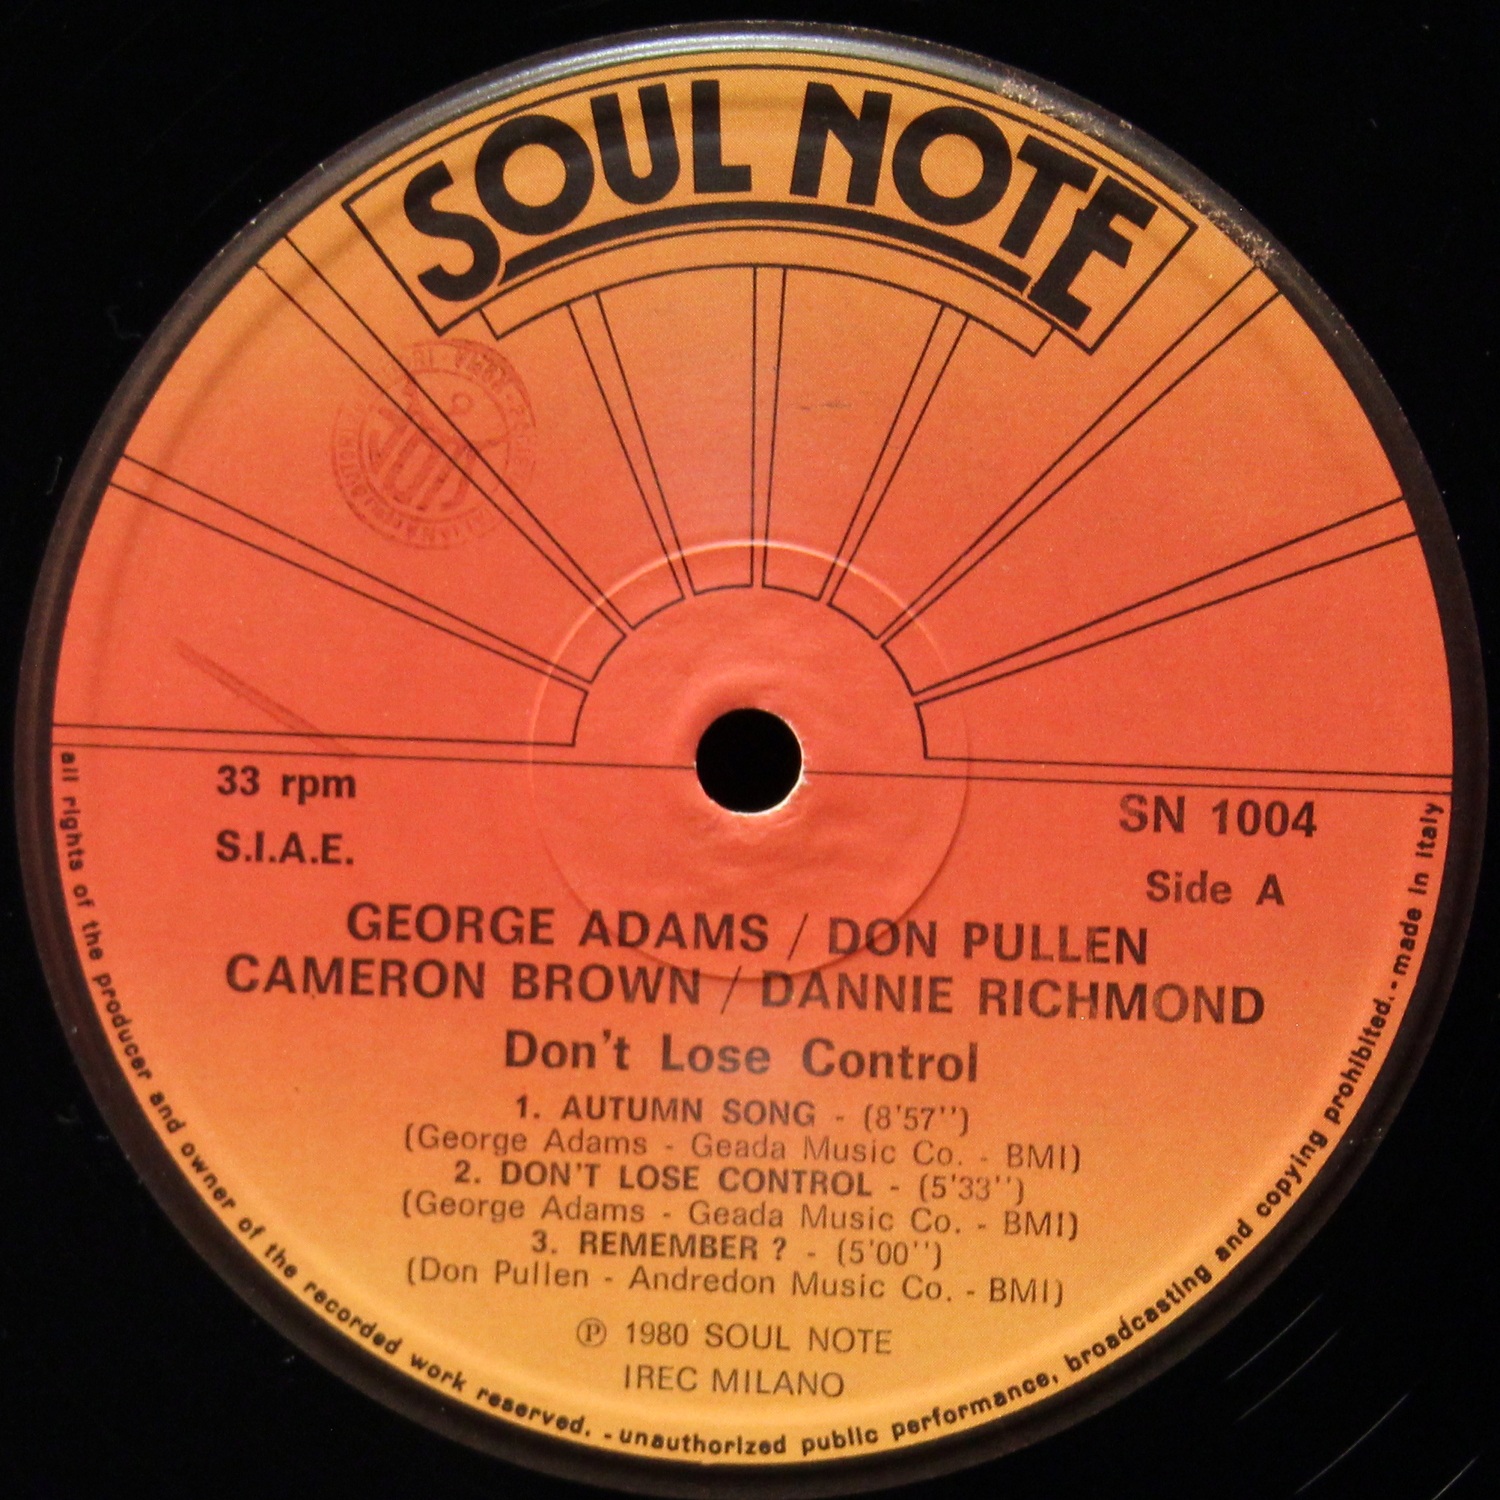 SOUL NOTE
33 rpm
S.I.A.E.
SN 1004
Side A
GEORGE ADAMS / DON PULLEN
CAMERON BROWN / DANNIE RICHMOND
Don't Lose Control
1. AUTUMN SONG - (8'57'')
(George Adams - Geada Music Co. - BMI)
2. DON'T LOSE CONTROL - (5'33'')
(George Adams - Geada Music Co. - BMI)
3. REMEMBER ? - (5'00'')
(Don Pullen - Andredon Music Co. - BMI)
℗ 1980 SOUL NOTE
IREC MILANO
all rights of the producer and owner of the recorded work reserved. - unauthorized public performance, broadcasting and copying prohibited. - made in Italy